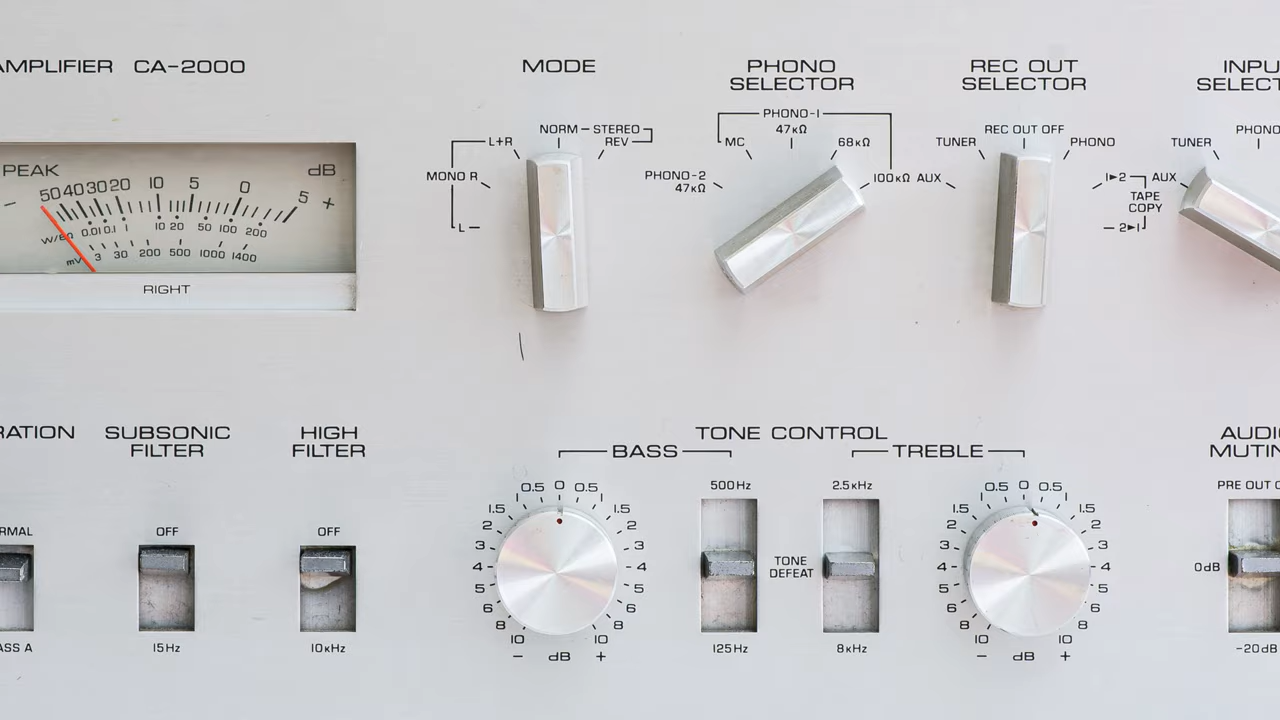 AMPLIFIER CA-2000
MODE
PHONO
SELECTOR
REC OUT
SELECTOR
INPU
SELECT
PEAK
dB
50 40 30 20 10 5 0 5
- +
W/8Ω 0.01 0.1 1 10 20 50 100 200
mV 3 30 200 500 1000 1400
RIGHT
NORM - STEREO
L+R
REV
MONO R
L
PHONO-1
47kΩ
MC
68kΩ
PHONO-2
47kΩ
100kΩ
REC OUT OFF
TUNER
PHONO
AUX
1▶2
TAPE
COPY
2▶1
PHONO
TUNER
AUX
RATION
SUBSONIC
FILTER
HIGH
FILTER
TONE CONTROL
BASS
TREBLE
AUDIO
MUTIN
RMAL
ASS A
OFF
15Hz
OFF
10kHz
0.5 0 0.5
1.5 1.5
2 2
3 3
4 4
5 5
6 6
8 8
10 10
- dB +
500Hz
125Hz
TONE
DEFEAT
2.5kHz
8kHz
0.5 0 0.5
1.5 1.5
2 2
3 3
4 4
5 5
6 6
8 8
10 10
- dB +
PRE OUT O
0dB
-20dB